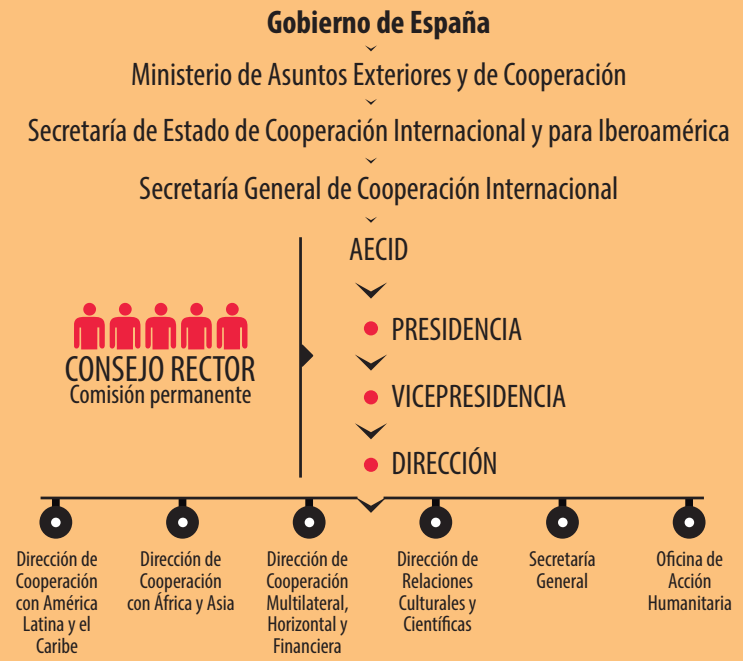 Gobierno de España
Ministerio de Asuntos Exteriores y de Cooperación
Secretaría de Estado de Cooperación Internacional y para Iberoamérica
Secretaría General de Cooperación Internacional
AECID
PRESIDENCIA
VICEPRESIDENCIA
DIRECCIÓN
CONSEJO RECTOR
Comisión permanente
Dirección de
Cooperación
con América
Latina y el
Caribe
Dirección de
Cooperación
con África y Asia
Dirección de
Cooperación
Multilateral,
Horizontal y
Financiera
Dirección de
Relaciones
Culturales y
Científicas
Secretaría
General
Oficina de
Acción
Humanitaria